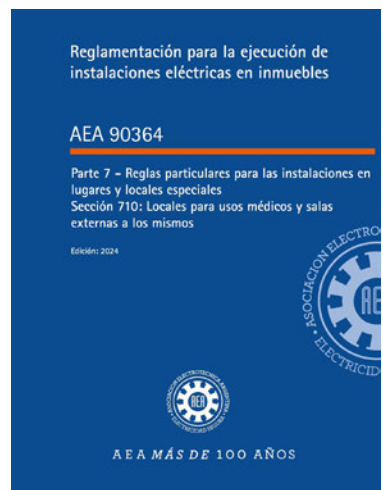 Reglamentación para la ejecución de
instalaciones eléctricas en inmuebles
AEA 90364
Parte 7 – Reglas particulares para las instalaciones en
lugares y locales especiales
Sección 710: Locales para usos médicos y salas
externas a los mismos
Edición: 2024
AEA
AEA MÁS DE 100 AÑOS